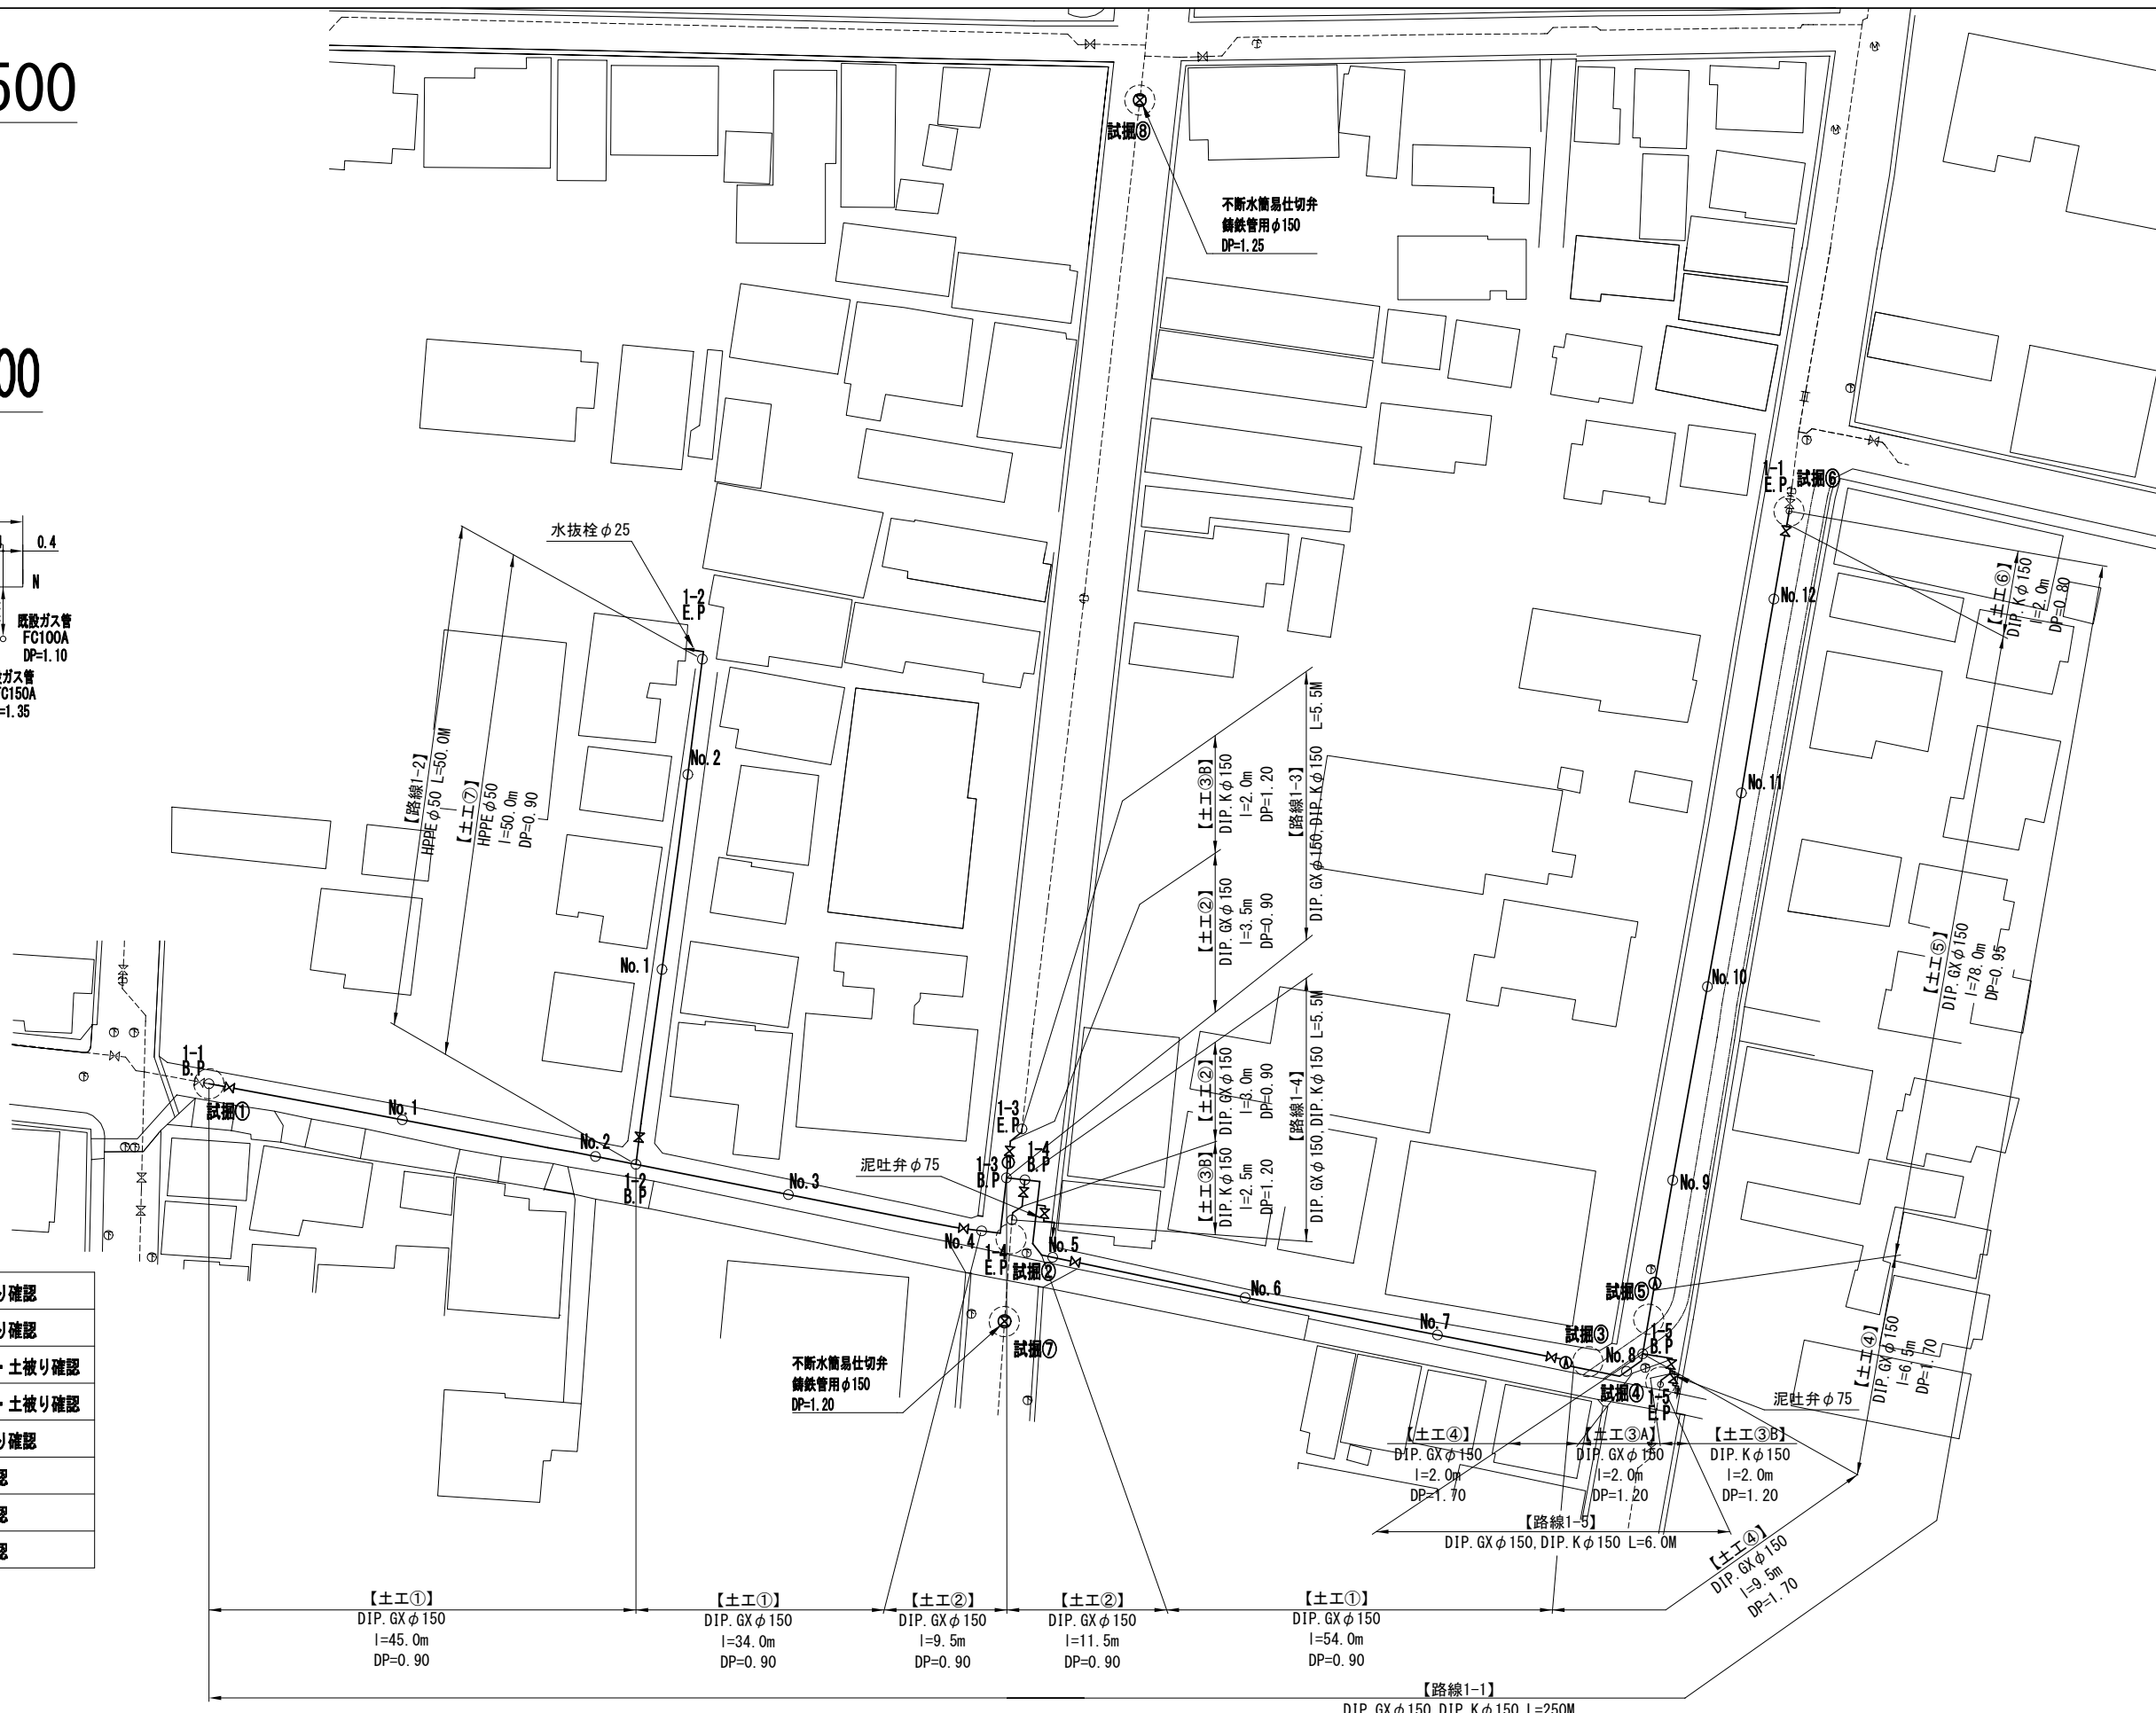 500
00
0.4
N
既設ガス管
FC100A
DP=1.10
ガス管
C150A
=1.35
試掘⑧
不断水簡易仕切弁
鋳鉄管用φ150
DP=1.25
水抜栓φ25
1-2
E.P
No.2
【路線1-2】
HPPEφ50 L=50.0M
【土工⑦】
HPPEφ50
l=50.0m
DP=0.90
No.1
1-1
E.P
試掘⑥
No.12
【土工⑥】
DIP.Kφ150
l=2.0m
DP=0.80
No.11
【土工③B】
DIP.Kφ150
l=2.0m
DP=1.20
【路線1-3】
DIP.GXφ150,DIP.Kφ150 L=5.5M
【土工②】
DIP.GXφ150
l=3.5m
DP=0.90
【土工⑤】
DIP.GXφ150
l=78.0m
DP=0.95
No.10
1-1
B.P
試掘①
No.1
No.2
1-2
B.P
No.3
泥吐弁φ75
1-3
E.P
1-3
B.P
1-4
B.P
【土工②】
DIP.GXφ150
l=3.0m
DP=0.90
【土工③B】
DIP.Kφ150
l=2.5m
DP=1.20
【路線1-4】
DIP.GXφ150,DIP.Kφ150 L=5.5M
No.9
No.4
1-4
E.P
試掘②
No.5
No.6
No.7
試掘③
試掘⑤
A
A
No.8
1-5
B.P
試掘④
1-5
E.P
泥吐弁φ75
【土工④】
DIP.GXφ150
l=6.5m
DP=1.70
試掘⑦
不断水簡易仕切弁
鋳鉄管用φ150
DP=1.20
り確認
り確認
・土被り確認
・土被り確認
り確認
認
認
認
【土工④】
DIP.GXφ150
l=2.0m
DP=1.70
【土工③A】
DIP.GXφ150
l=2.0m
DP=1.20
【土工③B】
DIP.Kφ150
l=2.0m
DP=1.20
【路線1-5】
DIP.GXφ150,DIP.Kφ150 L=6.0M
【土工④】
DIP.GXφ150
l=9.5m
DP=1.70
【土工①】
DIP.GXφ150
l=45.0m
DP=0.90
【土工①】
DIP.GXφ150
l=34.0m
DP=0.90
【土工②】
DIP.GXφ150
l=9.5m
DP=0.90
【土工②】
DIP.GXφ150
l=11.5m
DP=0.90
【土工①】
DIP.GXφ150
l=54.0m
DP=0.90
【路線1-1】
DIP.GXφ150,DIP.Kφ150 L=250M